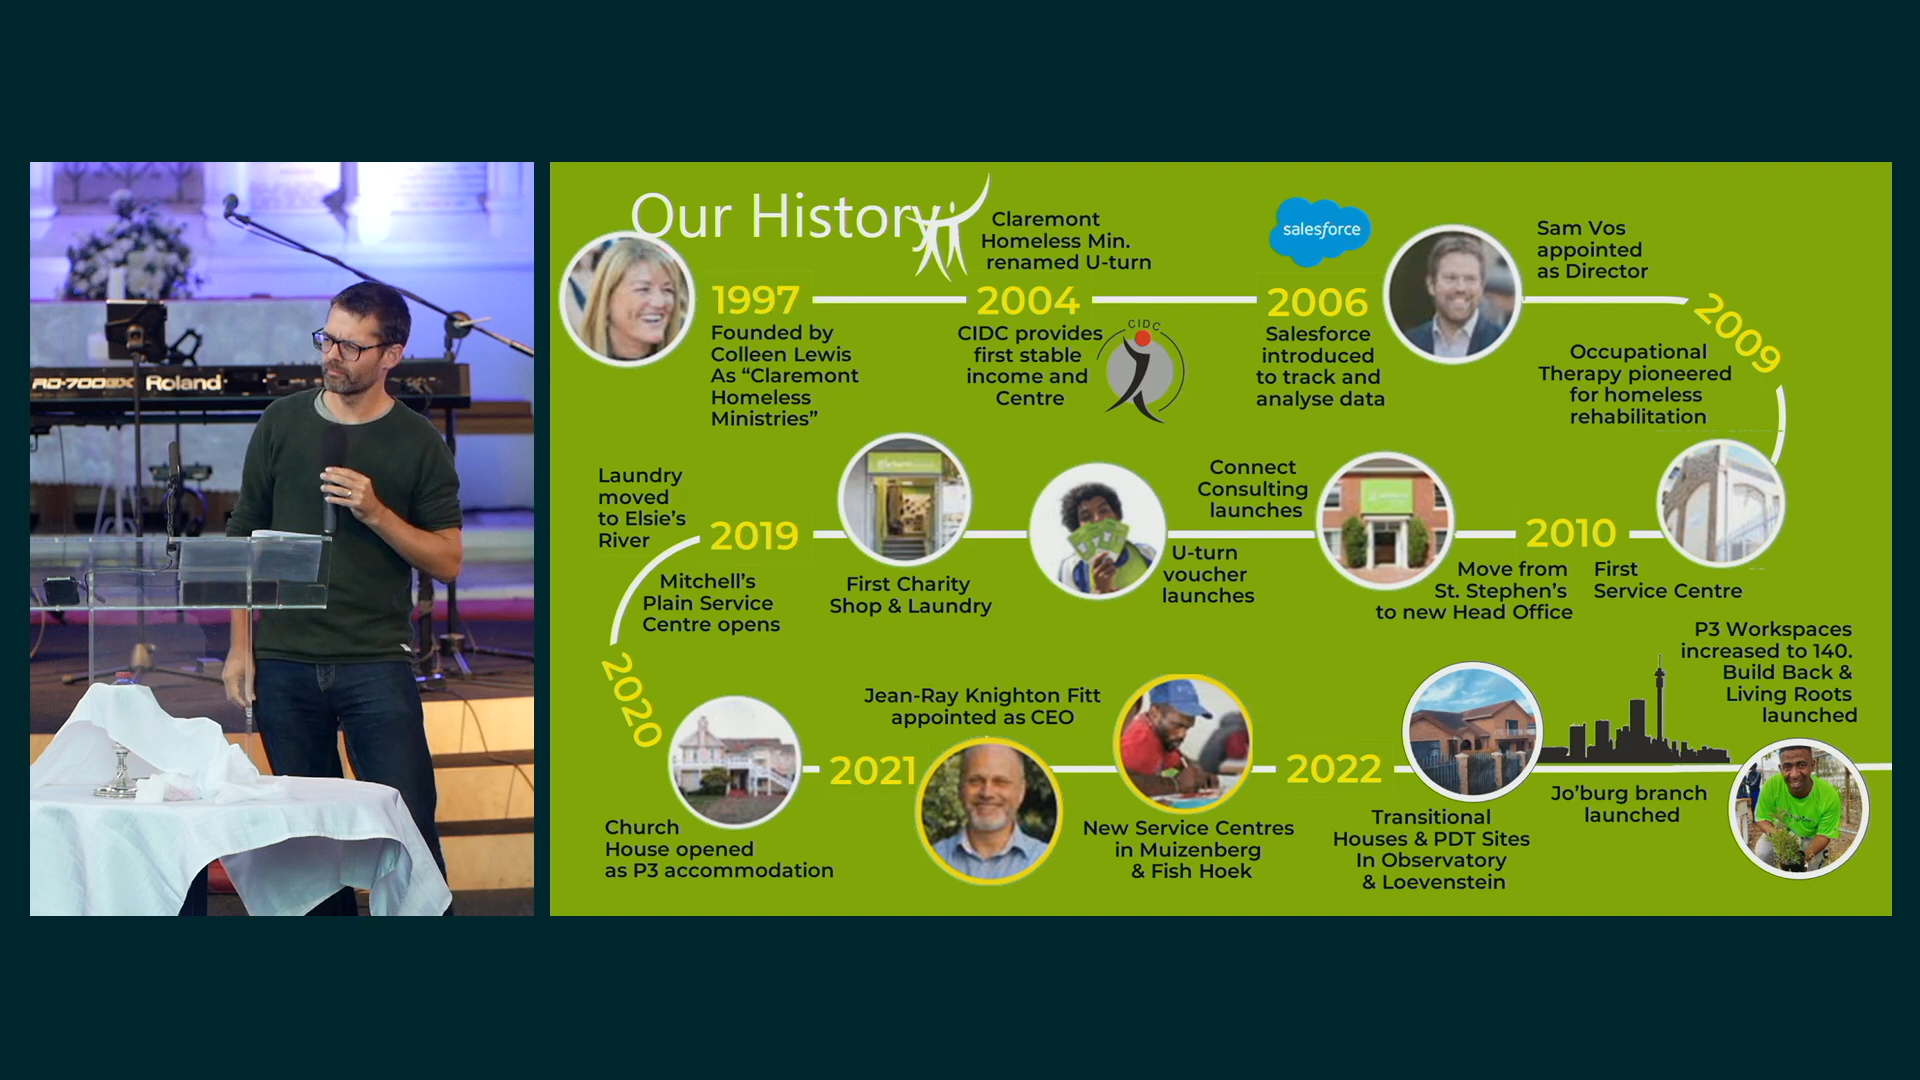 RD-700GX Roland
Our History
Claremont
Homeless Min.
renamed U-turn
salesforce
Sam Vos
appointed
as Director
1997
2004
2006
2009
Founded by
Colleen Lewis
As “Claremont
Homeless
Ministries”
CIDC provides
first stable
income and
Centre
CIDC
Salesforce
introduced
to track and
analyse data
Occupational
Therapy pioneered
for homeless
rehabilitation
Laundry
moved
to Elsie’s
River
2019
Mitchell’s
Plain Service
Centre opens
First Charity
Shop & Laundry
U-turn
voucher
launches
Connect
Consulting
launches
Move from
St. Stephen’s
to new Head Office
2010
First
Service Centre
2020
Church
House opened
as P3 accommodation
2021
Jean-Ray Knighton Fitt
appointed as CEO
New Service Centres
in Muizenberg
& Fish Hoek
2022
Transitional
Houses & PDT Sites
In Observatory
& Loevenstein
Jo’burg branch
launched
P3 Workspaces
increased to 140.
Build Back &
Living Roots
launched